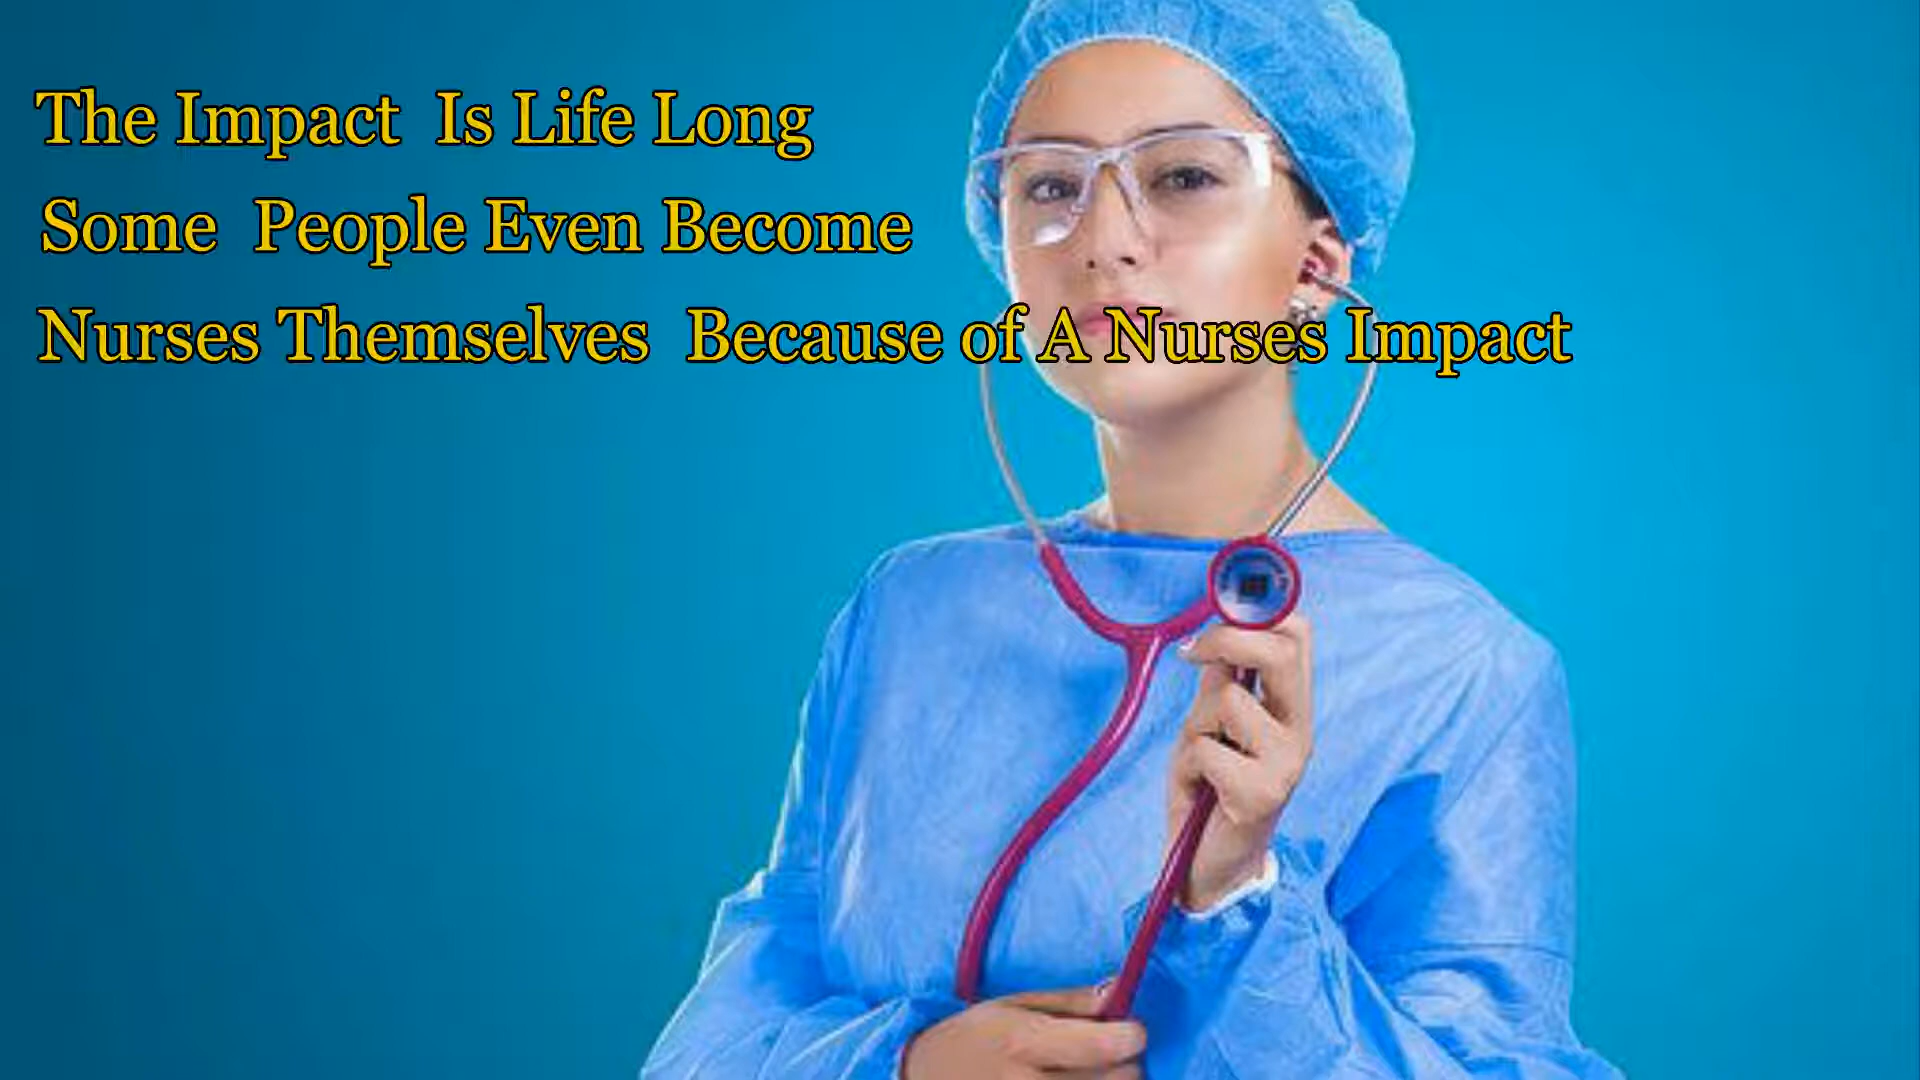 The Impact  Is Life Long
Some  People Even Become
Nurses Themselves  Because of A Nurses Impact